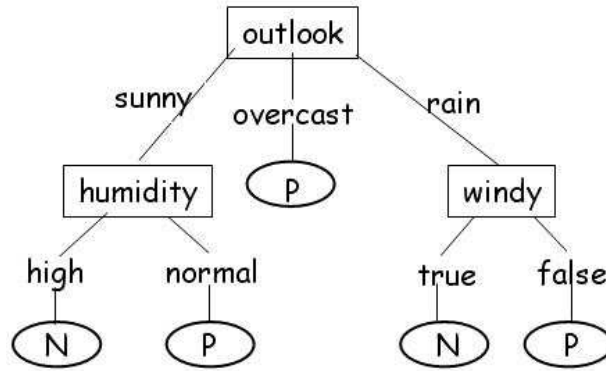 outlook
sunny
overcast
rain
humidity
P
windy
high
normal
true
false
N
P
N
P